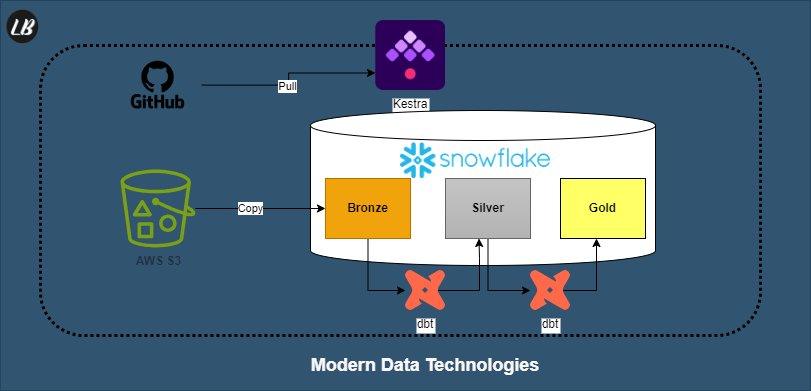 LB
GitHub
Pull
Kestra
snowflake
AWS S3
Copy
Bronze
Silver
Gold
dbt
dbt
Modern Data Technologies